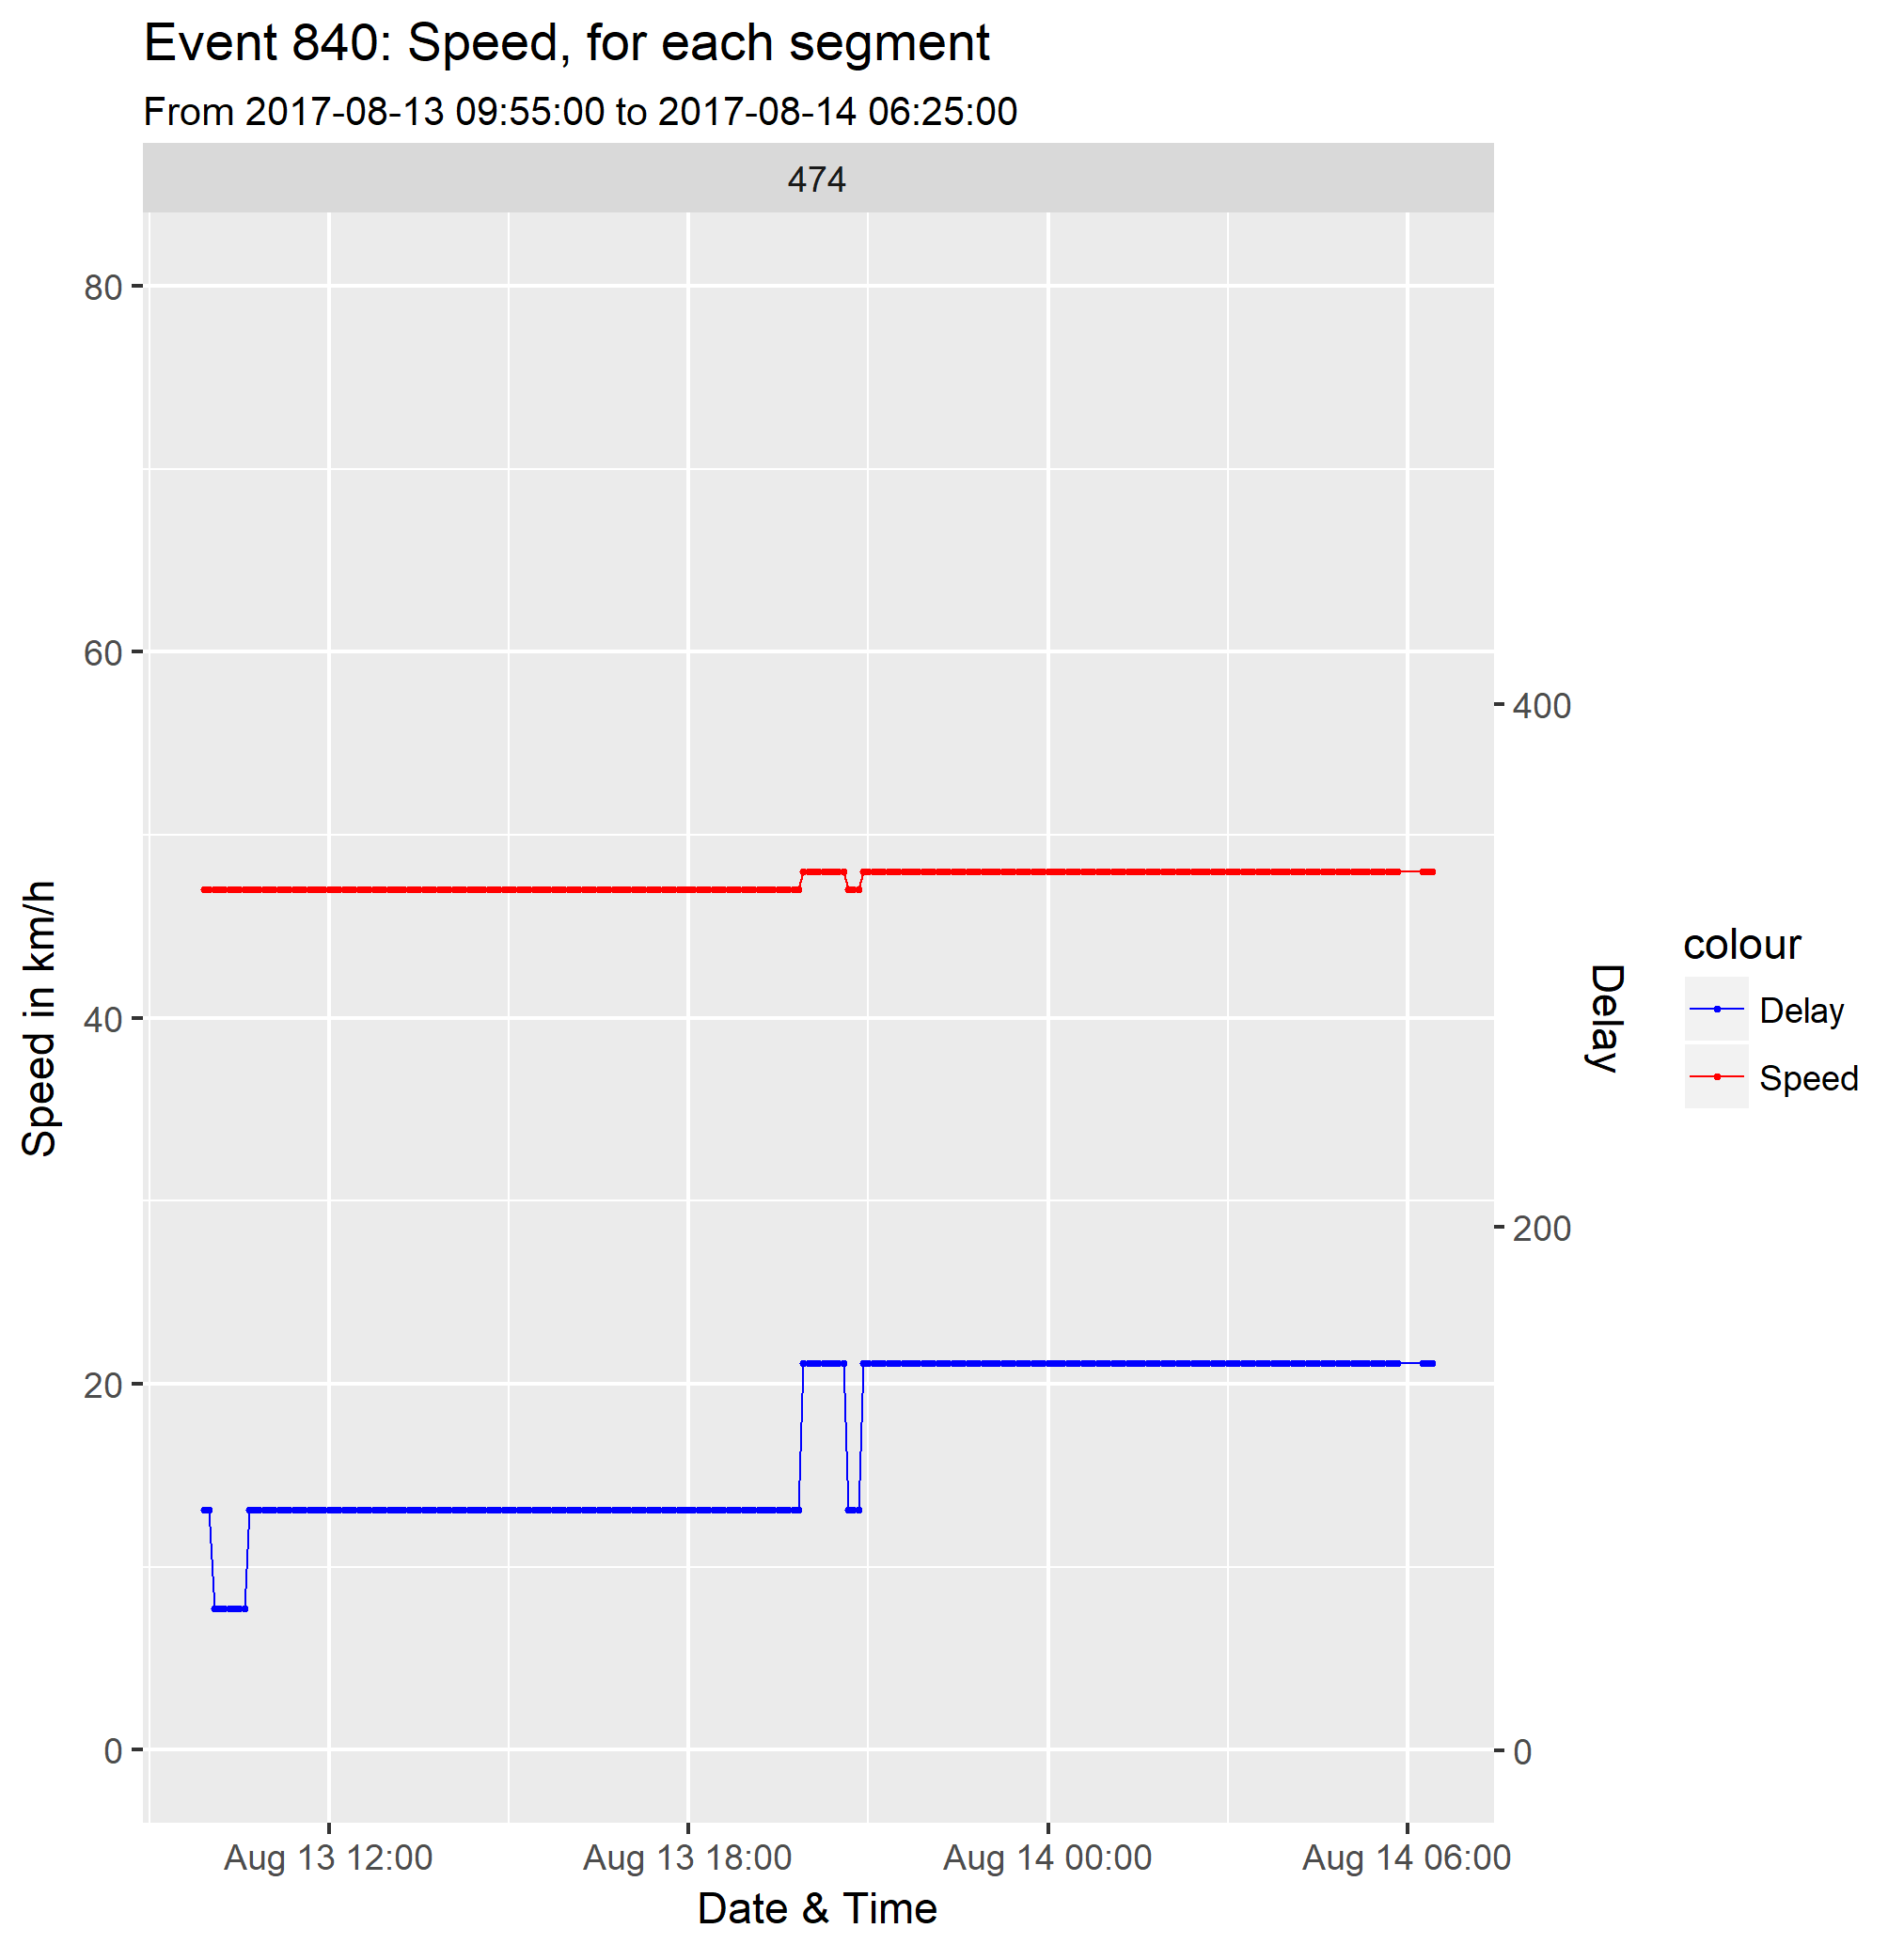 Event 840: Speed, for each segment
From 2017-08-13 09:55:00 to 2017-08-14 06:25:00
474
80
60
40
20
0
Speed in km/h
400
200
0
Delay
Aug 13 12:00
Aug 13 18:00
Aug 14 00:00
Aug 14 06:00
Date & Time
colour
Delay
Speed